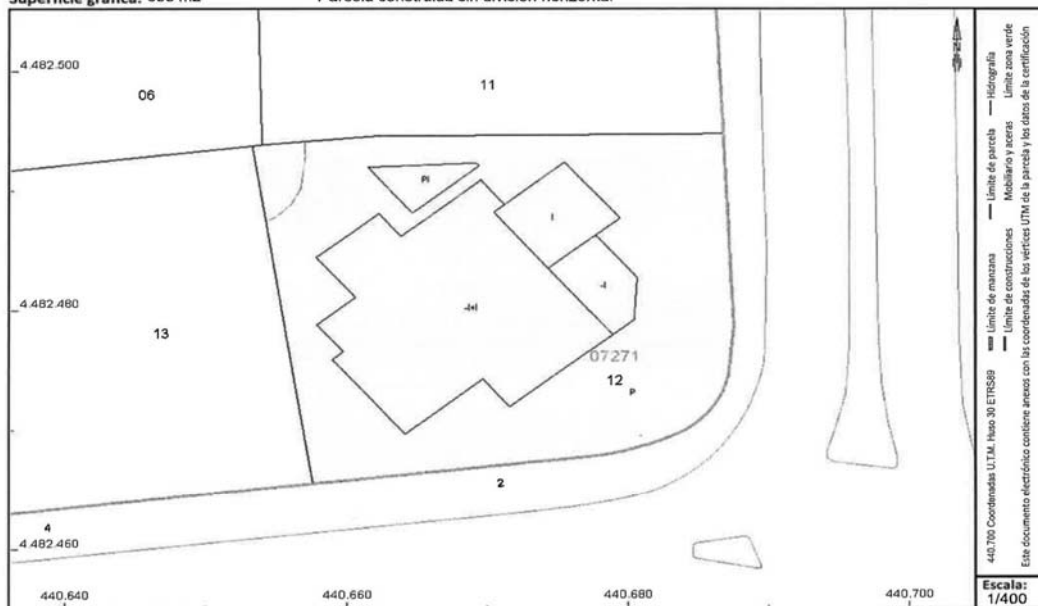 Superficie gráfica:
Parcela construida sin división horizontal
4.482.500
06
11
PI
I
-I
4.482.480
-I+I
13
07271
12
P
2
4
4.482.460
440.640
440.660
440.680
440.700
440.700 Coordenadas U.T.M. Huso 30 ETRS89
Límite de manzana
Límite de parcela
Hidrografía
Límite de construcciones
Mobiliario y aceras
Límite zona verde
Este documento electrónico contiene anexos con las coordenadas de los vértices UTM de la parcela y los datos de la certificación
Escala:
1/400